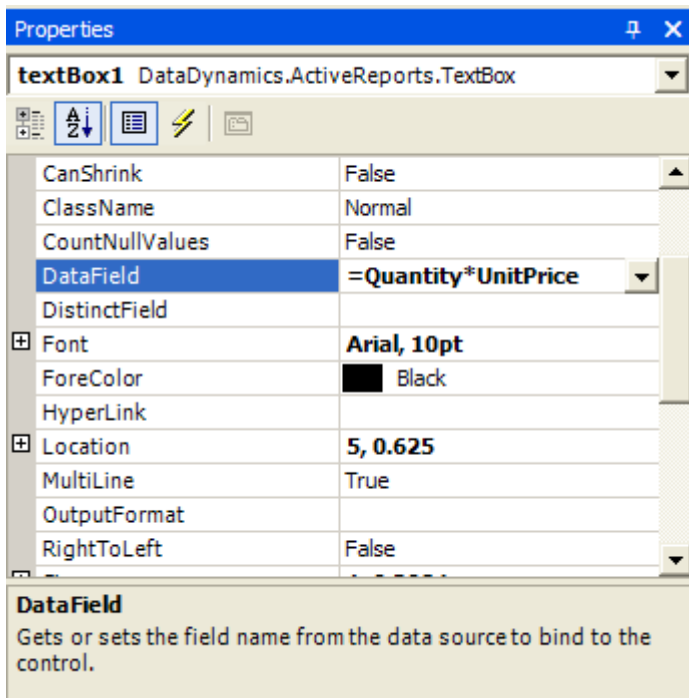 Properties
textBox1 DataDynamics.ActiveReports.TextBox
CanShrink False
ClassName Normal
CountNullValues False
DataField =Quantity*UnitPrice
DistinctField
Font Arial, 10pt
ForeColor Black
HyperLink
Location 5, 0.625
MultiLine True
OutputFormat
RightToLeft False
DataField
Gets or sets the field name from the data source to bind to the
control.